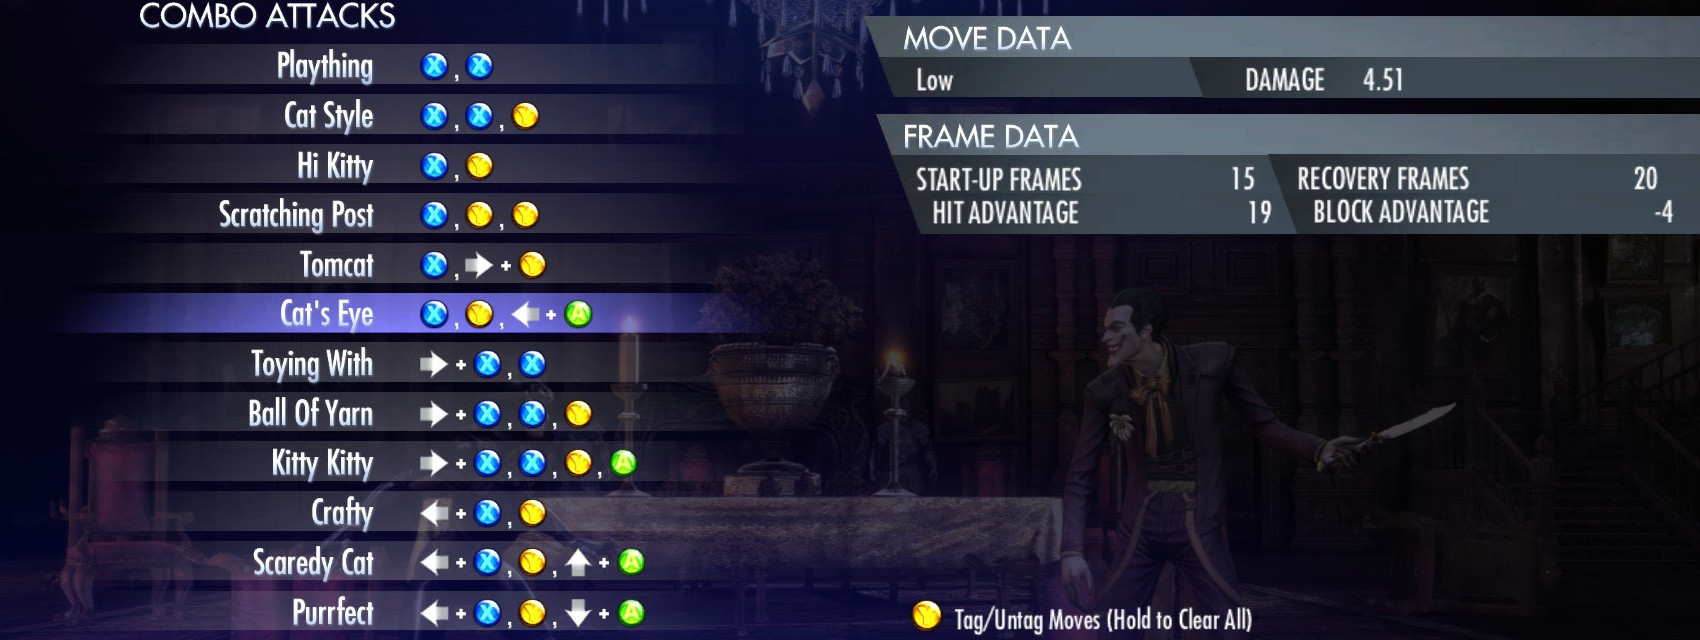 COMBO ATTACKS
Plaything X , X
Cat Style X , X , Y
Hi Kitty X , Y
Scratching Post X , Y , Y
Tomcat X , + Y
Cat's Eye X , Y , + A
Toying With + X , X
Ball Of Yarn + X , X , Y
Kitty Kitty + X , X , Y , A
Crafty + X , Y
Scaredy Cat + X , Y , + A
Purrfect + X , Y , + A
MOVE DATA
Low DAMAGE 4.51
FRAME DATA
START-UP FRAMES 15 RECOVERY FRAMES 20
HIT ADVANTAGE 19 BLOCK ADVANTAGE -4
Y Tag/Untag Moves (Hold to Clear All)